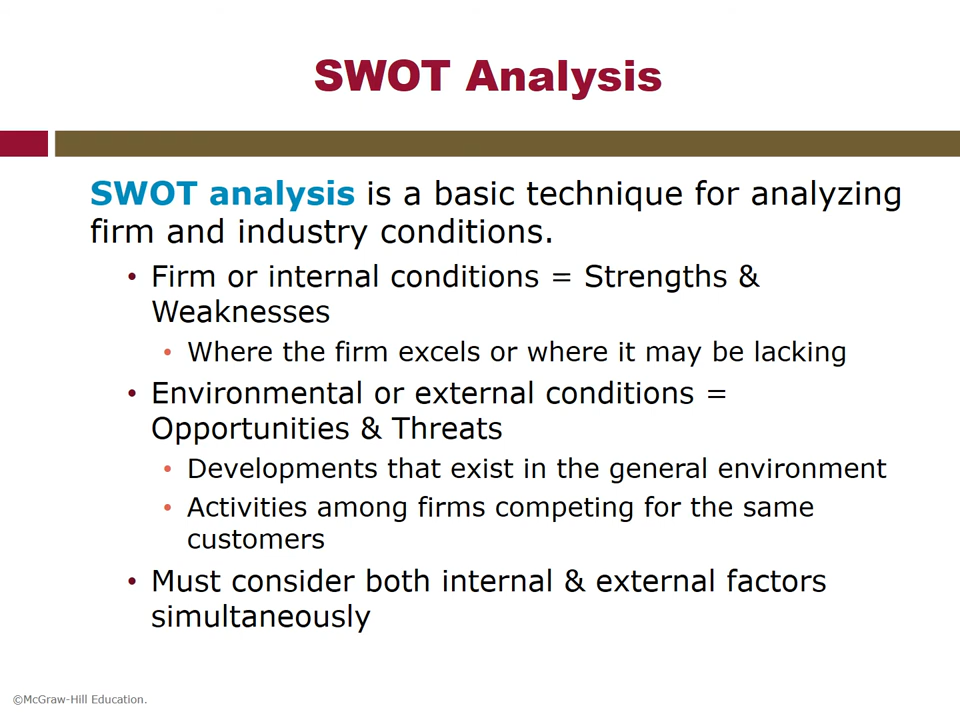 SWOT Analysis
SWOT analysis is a basic technique for analyzing
firm and industry conditions.
• Firm or internal conditions = Strengths &
Weaknesses
• Where the firm excels or where it may be lacking
• Environmental or external conditions =
Opportunities & Threats
• Developments that exist in the general environment
• Activities among firms competing for the same
customers
• Must consider both internal & external factors
simultaneously
©McGraw-Hill Education.